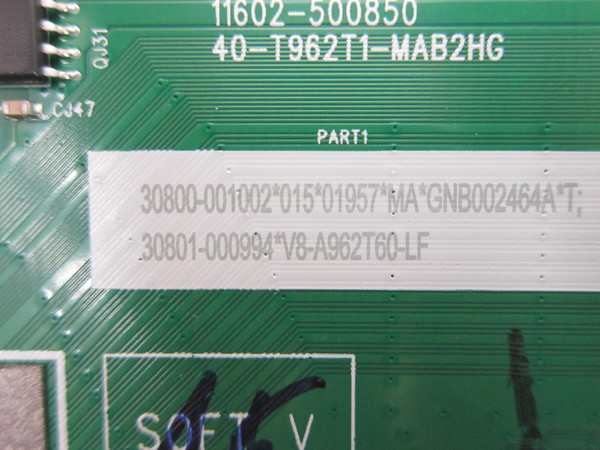 11602-500850
40-T962T1-MAB2HG
QJ31
CJ47
PART1
30800-001002*015*01957*MA*GNB002464A*T;
30801-000994*V8-A962T60-LF
SOFT V